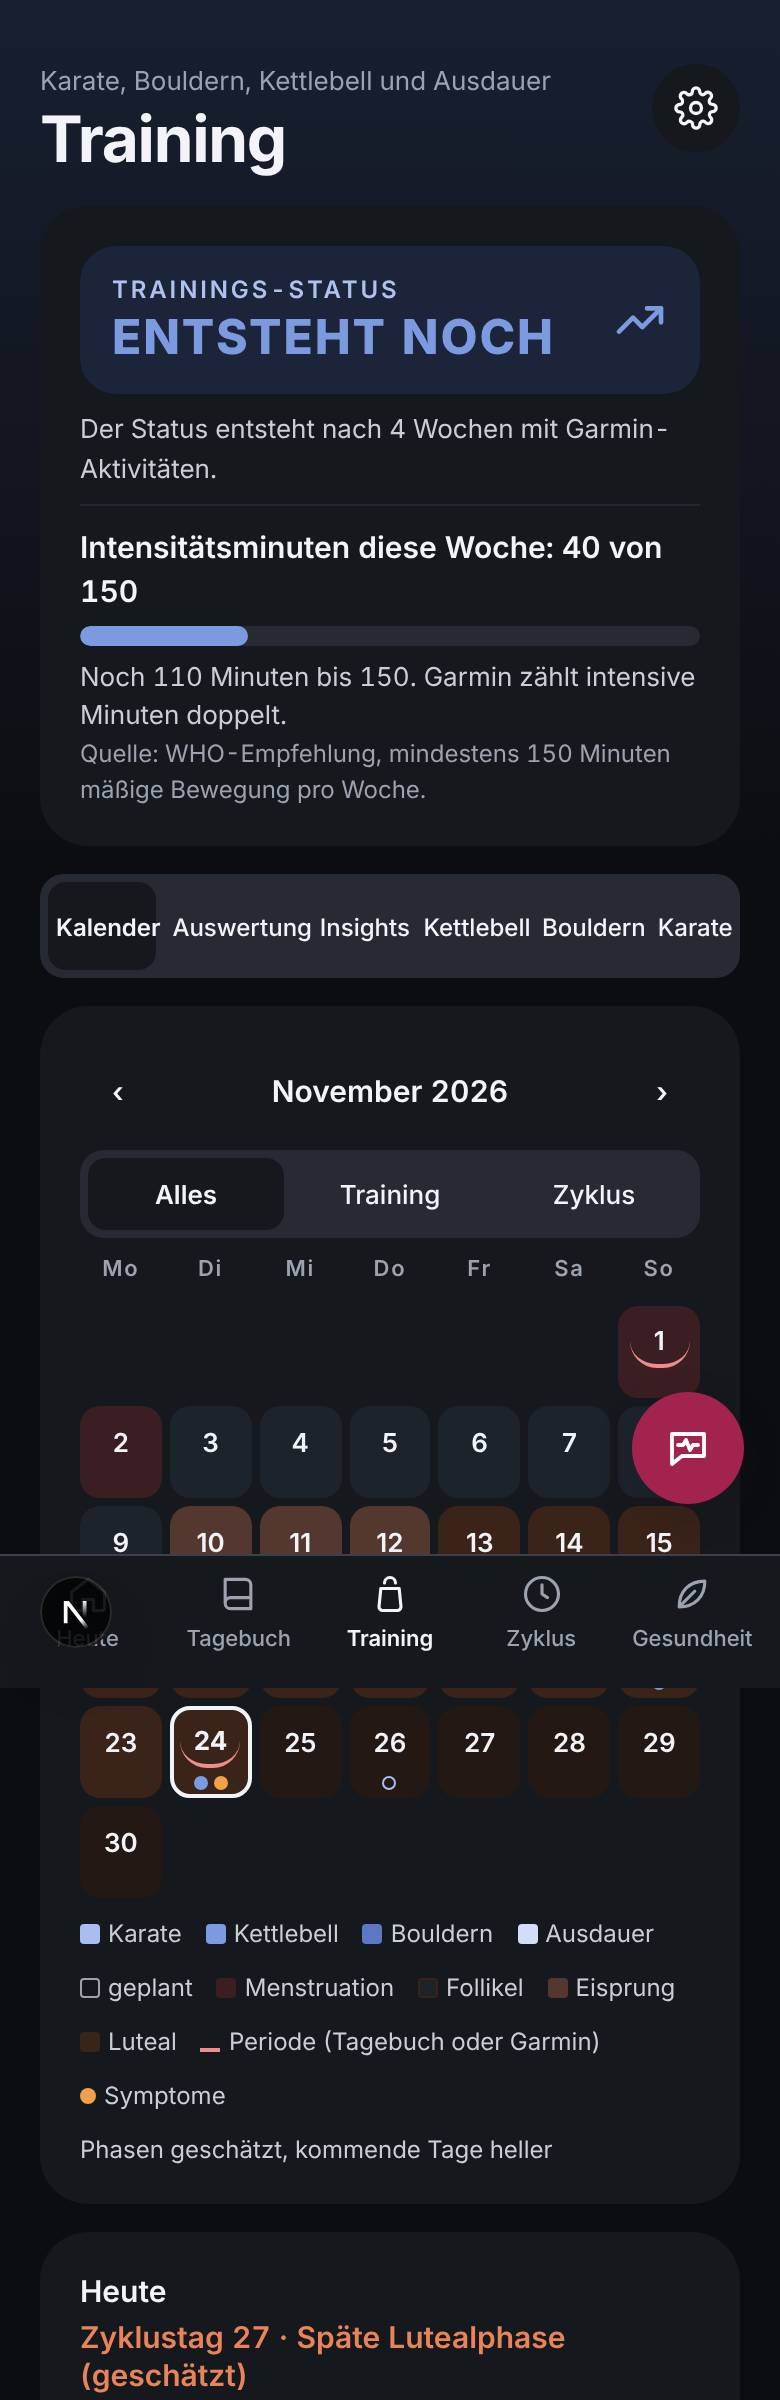 Karate, Bouldern, Kettlebell und Ausdauer
Training
TRAININGS-STATUS
ENTSTEHT NOCH
Der Status entsteht nach 4 Wochen mit Garmin-
Aktivitäten.
Intensitätsminuten diese Woche: 40 von
150
Noch 110 Minuten bis 150. Garmin zählt intensive
Minuten doppelt.
Quelle: WHO-Empfehlung, mindestens 150 Minuten
mäßige Bewegung pro Woche.
Kalender Auswertung Insights Kettlebell Bouldern Karate
‹ November 2026 ›
Alles Training Zyklus
Mo Di Mi Do Fr Sa So
1
2 3 4 5 6 7
9 10 11 12 13 14 15
N
Heute Tagebuch Training Zyklus Gesundheit
23 24 25 26 27 28 29
30
Karate Kettlebell Bouldern Ausdauer
geplant Menstruation Follikel Eisprung
Luteal Periode (Tagebuch oder Garmin)
Symptome
Phasen geschätzt, kommende Tage heller
Heute
Zyklustag 27 · Späte Lutealphase
(geschätzt)